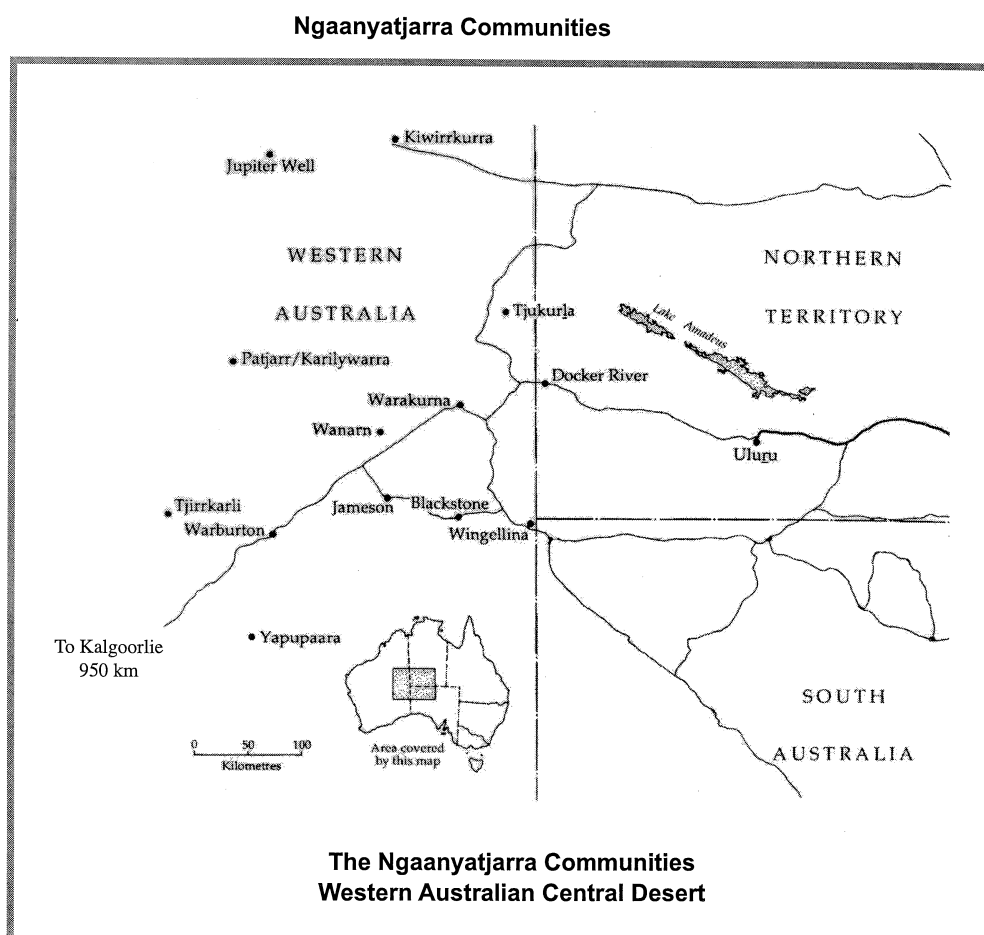 Ngaanyatjarra Communities
Kiwirrkurra
Jupiter Well
WESTERN
AUSTRALIA
NORTHERN
TERRITORY
Tjukurḻa
Lake Amadeus
Patjarr/Karilywarra
Docker River
Warakurna
Wanarn
Uluṟu
Tjirrkarli
Jameson
Blackstone
Warburton
Wingellina
To Kalgoorlie
950 km
Yapupaara
SOUTH
AUSTRALIA
0 50 100
Kilometres
Area covered
by this map
The Ngaanyatjarra Communities
Western Australian Central Desert